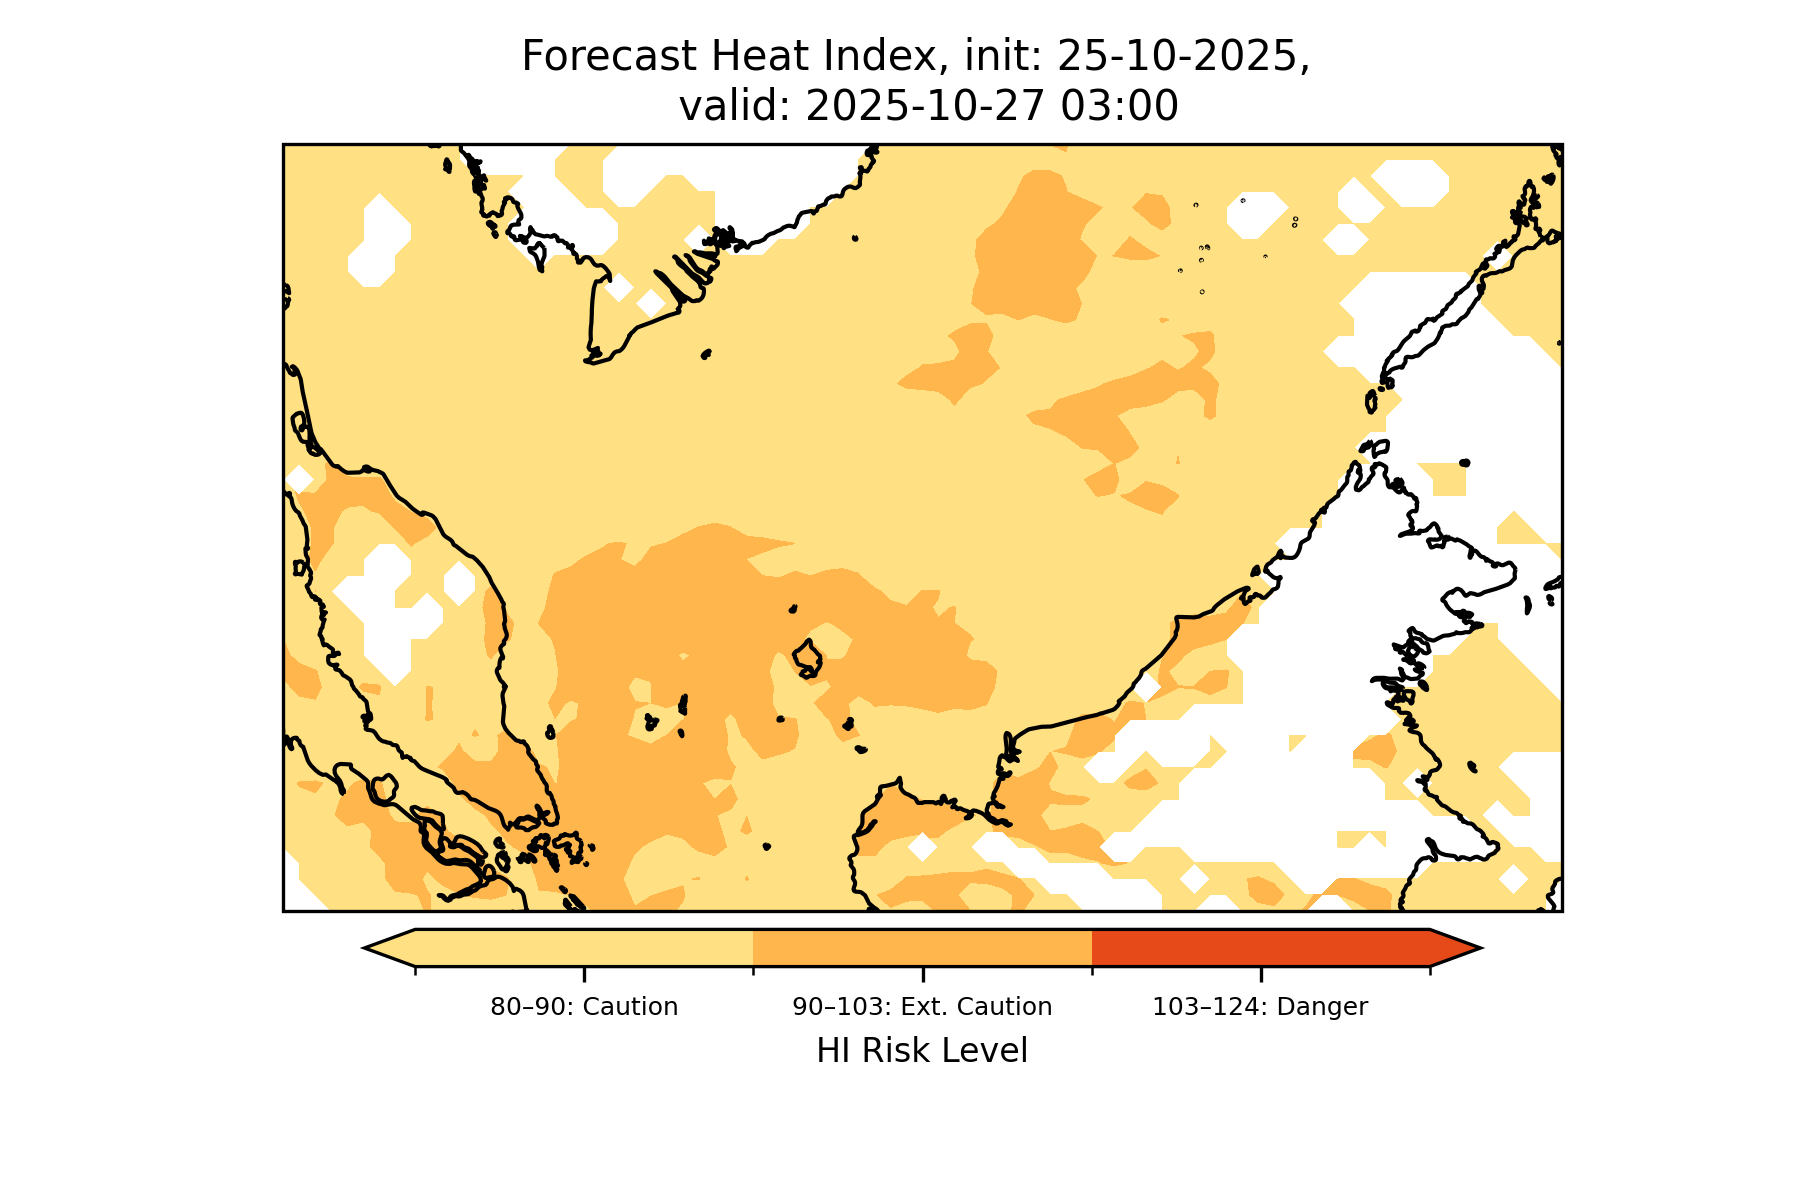 Forecast Heat Index, init: 25-10-2025,
valid: 2025-10-27 03:00
80–90: Caution
90–103: Ext. Caution
103–124: Danger
HI Risk Level